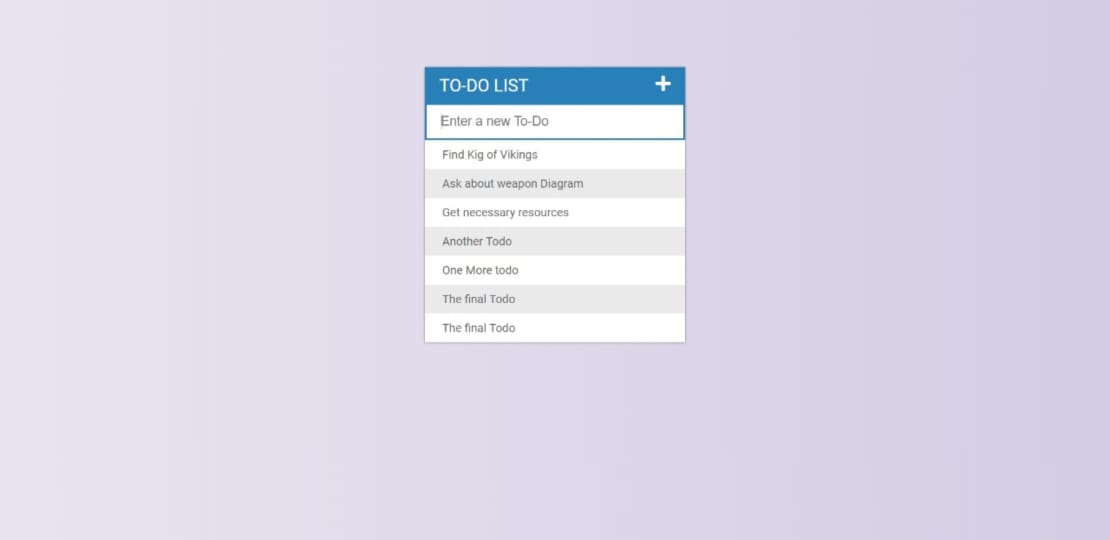 TO-DO LIST
Enter a new To-Do
Find Kig of Vikings
Ask about weapon Diagram
Get necessary resources
Another Todo
One More todo
The final Todo
The final Todo